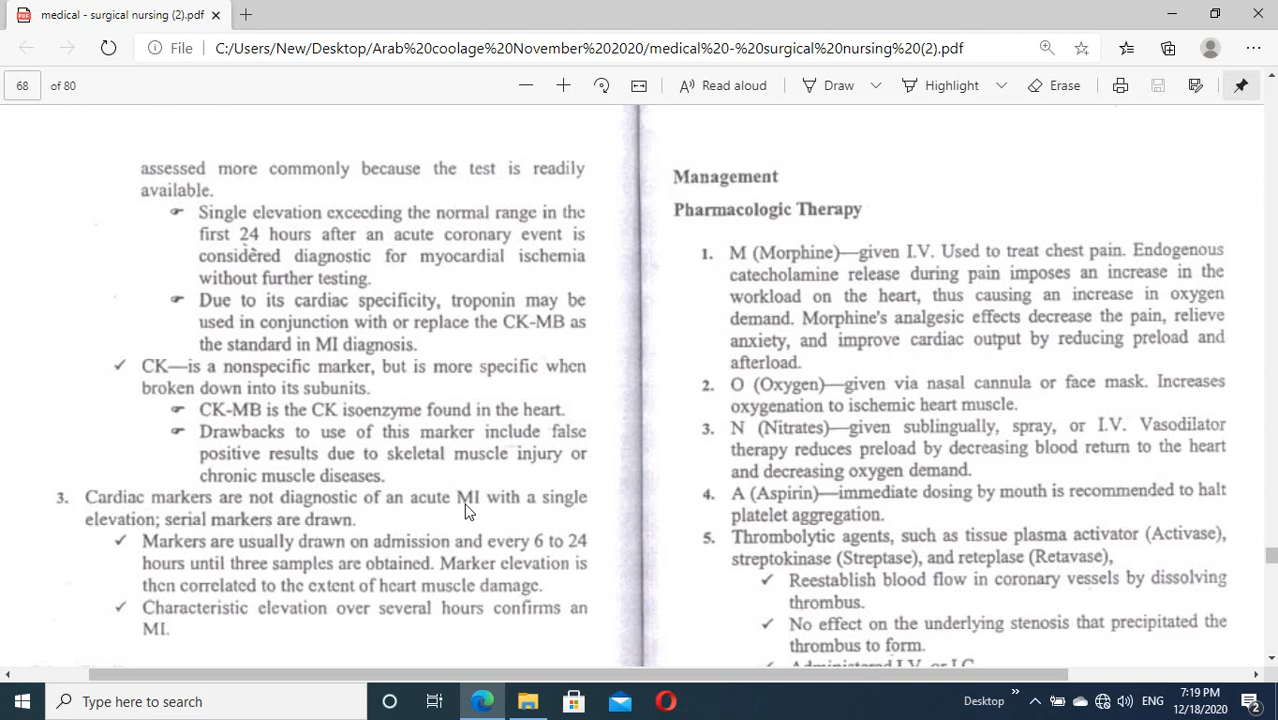 medical - surgical nursing (2).pdf
File
C:/Users/New/Desktop/Arab%20coolage%20November%202020/medical%20-%20surgical%20nursing%20(2).pdf
68 of 80
Read aloud
Draw
Highlight
Erase
assessed more commonly because the test is readily
available.
Single elevation exceeding the normal range in the
first 24 hours after an acute coronary event is
considered diagnostic for myocardial ischemia
without further testing.
Due to its cardiac specificity, troponin may be
used in conjunction with or replace the CK-MB as
the standard in MI diagnosis.
✓ CK—is a nonspecific marker, but is more specific when
broken down into its subunits.
CK-MB is the CK isoenzyme found in the heart.
Drawbacks to use of this marker include false
positive results due to skeletal muscle injury or
chronic muscle diseases.
3. Cardiac markers are not diagnostic of an acute MI with a single
elevation; serial markers are drawn.
✓ Markers are usually drawn on admission and every 6 to 24
hours until three samples are obtained. Marker elevation is
then correlated to the extent of heart muscle damage.
✓ Characteristic elevation over several hours confirms an
MI.
Management
Pharmacologic Therapy
1. M (Morphine)—given I.V. Used to treat chest pain. Endogenous
catecholamine release during pain imposes an increase in the
workload on the heart, thus causing an increase in oxygen
demand. Morphine's analgesic effects decrease the pain, relieve
anxiety, and improve cardiac output by reducing preload and
afterload.
2. O (Oxygen)—given via nasal cannula or face mask. Increases
oxygenation to ischemic heart muscle.
3. N (Nitrates)—given sublingually, spray, or I.V. Vasodilator
therapy reduces preload by decreasing blood return to the heart
and decreasing oxygen demand.
4. A (Aspirin)—immediate dosing by mouth is recommended to halt
platelet aggregation.
5. Thrombolytic agents, such as tissue plasma activator (Activase),
streptokinase (Streptase), and reteplase (Retavase),
✓ Reestablish blood flow in coronary vessels by dissolving
thrombus.
✓ No effect on the underlying stenosis that precipitated the
thrombus to form.
Administered I.V. or I.C.
Type here to search
Desktop
ENG
7:19 PM
12/18/2020
2